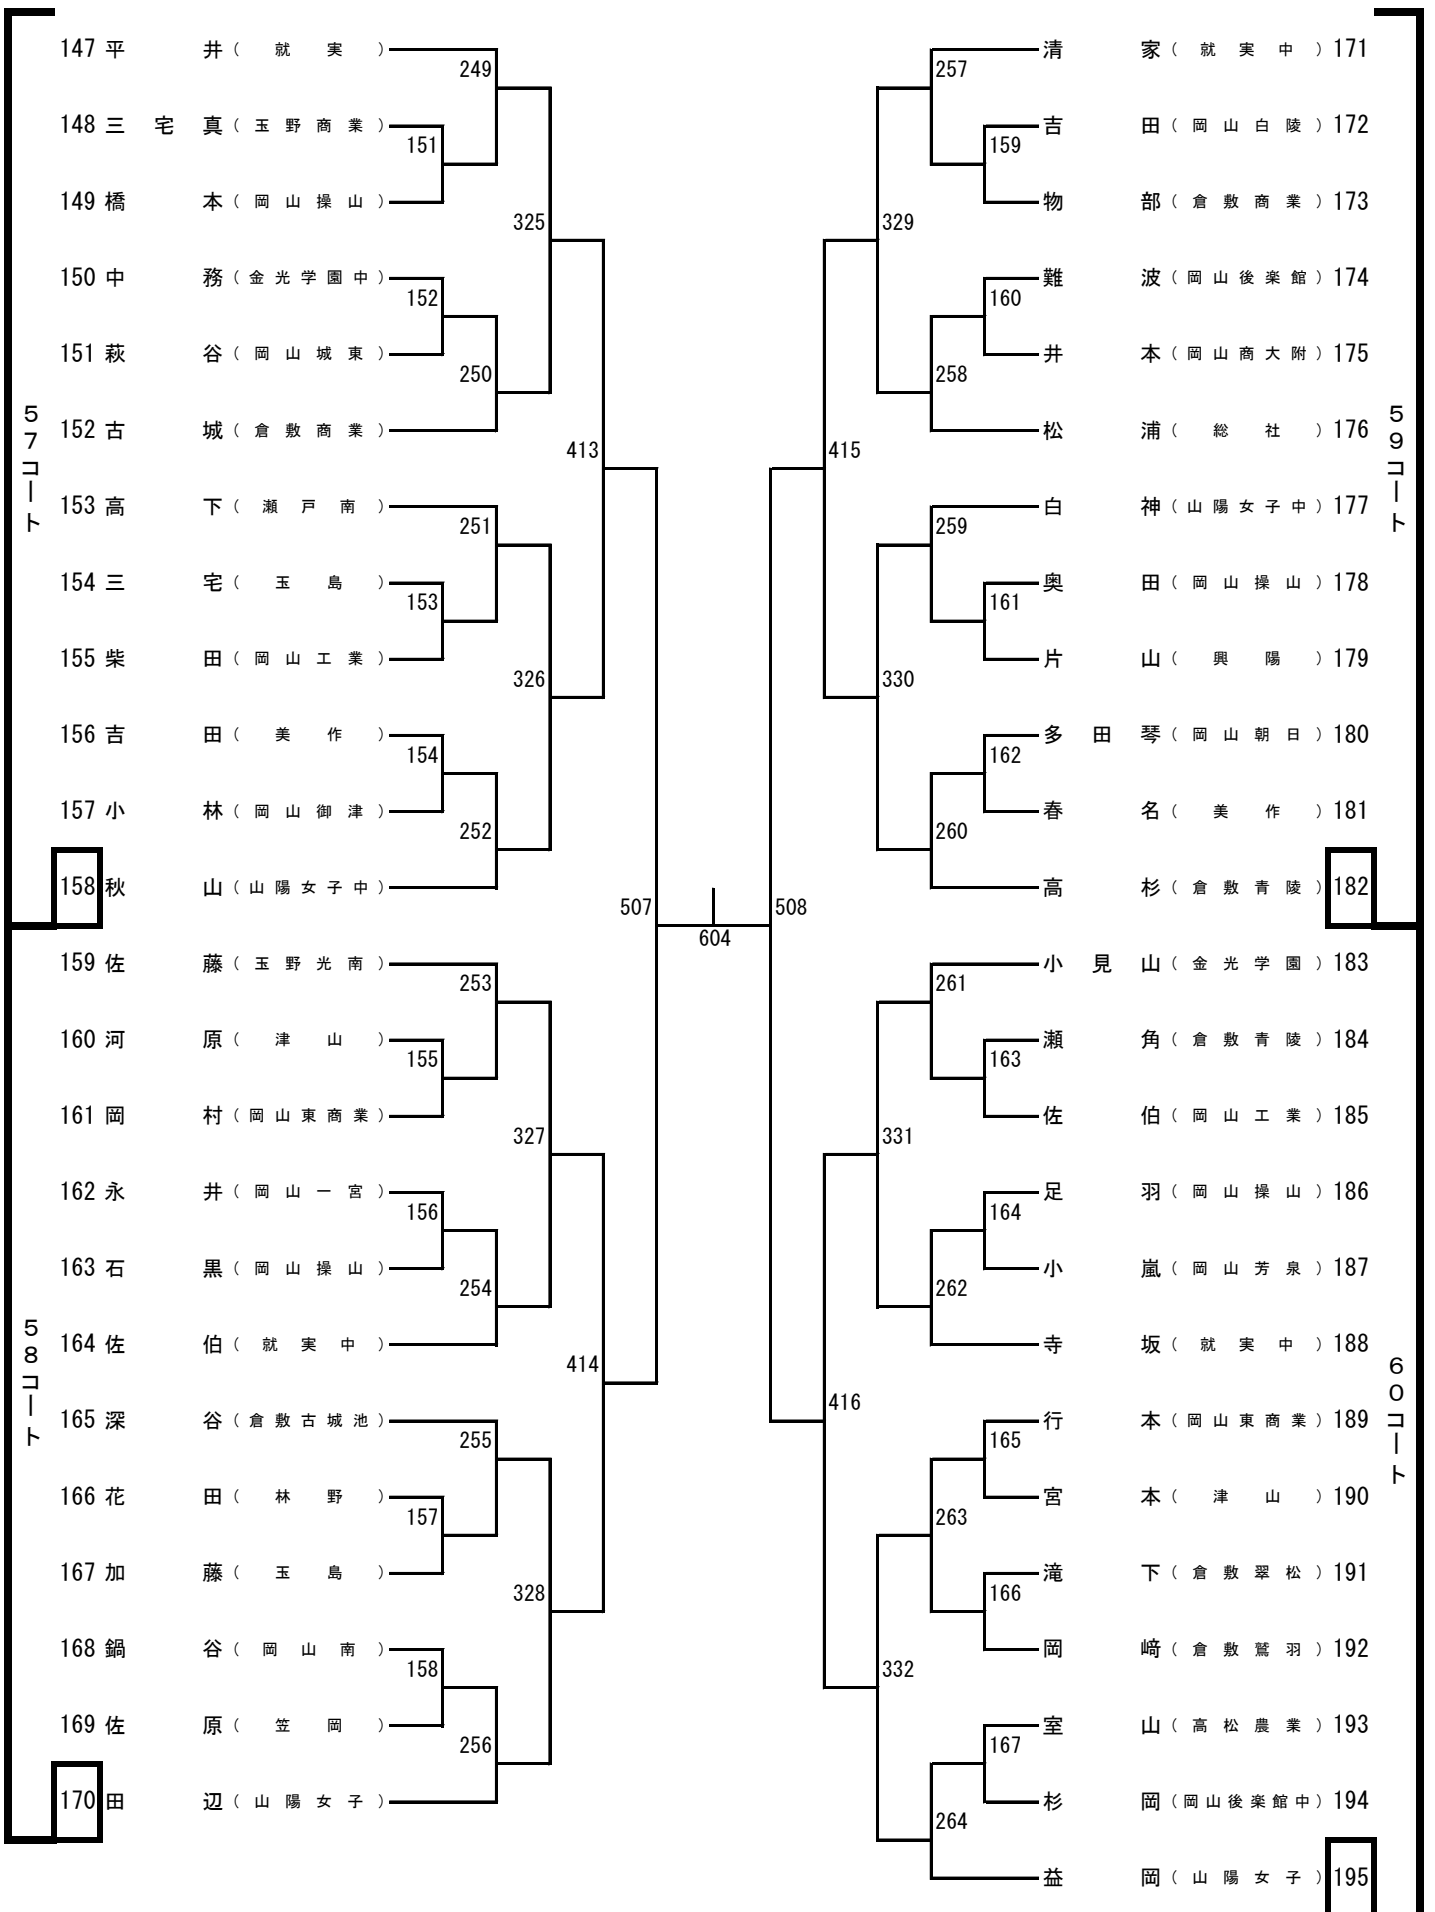 57コート
147 平井(就実)
249
148 三宅真(玉野商業)
151
149 橋本(岡山操山)
325
150 中務(金光学園中)
152
151 萩谷(岡山城東)
250
152 古城(倉敷商業)
413
153 高下(瀬戸南)
251
154 三宅(玉島)
153
155 柴田(岡山工業)
326
156 吉田(美作)
154
157 小林(岡山御津)
252
158 秋山(山陽女子中)
507
58コート
159 佐藤(玉野光南)
253
160 河原(津山)
155
161 岡村(岡山東商業)
327
162 永井(岡山一宮)
156
163 石黒(岡山操山)
254
164 佐伯(就実中)
414
165 深谷(倉敷古城池)
255
166 花田(林野)
157
167 加藤(玉島)
328
168 鍋谷(岡山南)
158
169 佐原(笠岡)
256
170 田辺(山陽女子)
604
59コート
清家(就実中) 171
257
吉田(岡山白陵) 172
159
物部(倉敷商業) 173
329
難波(岡山後楽館) 174
160
井本(岡山商大附) 175
258
松浦(総社) 176
415
白神(山陽女子中) 177
259
奥田(岡山操山) 178
161
片山(興陽) 179
330
多田琴(岡山朝日) 180
162
春名(美作) 181
260
高杉(倉敷青陵) 182
508
60コート
小見山(金光学園) 183
261
瀬角(倉敷青陵) 184
163
佐伯(岡山工業) 185
331
足羽(岡山操山) 186
164
小嵐(岡山芳泉) 187
262
寺坂(就実中) 188
416
行本(岡山東商業) 189
165
宮本(津山) 190
263
滝下(倉敷翠松) 191
166
岡﨑(倉敷鷲羽) 192
332
室山(高松農業) 193
167
杉岡(岡山後楽館中) 194
264
益岡(山陽女子) 195